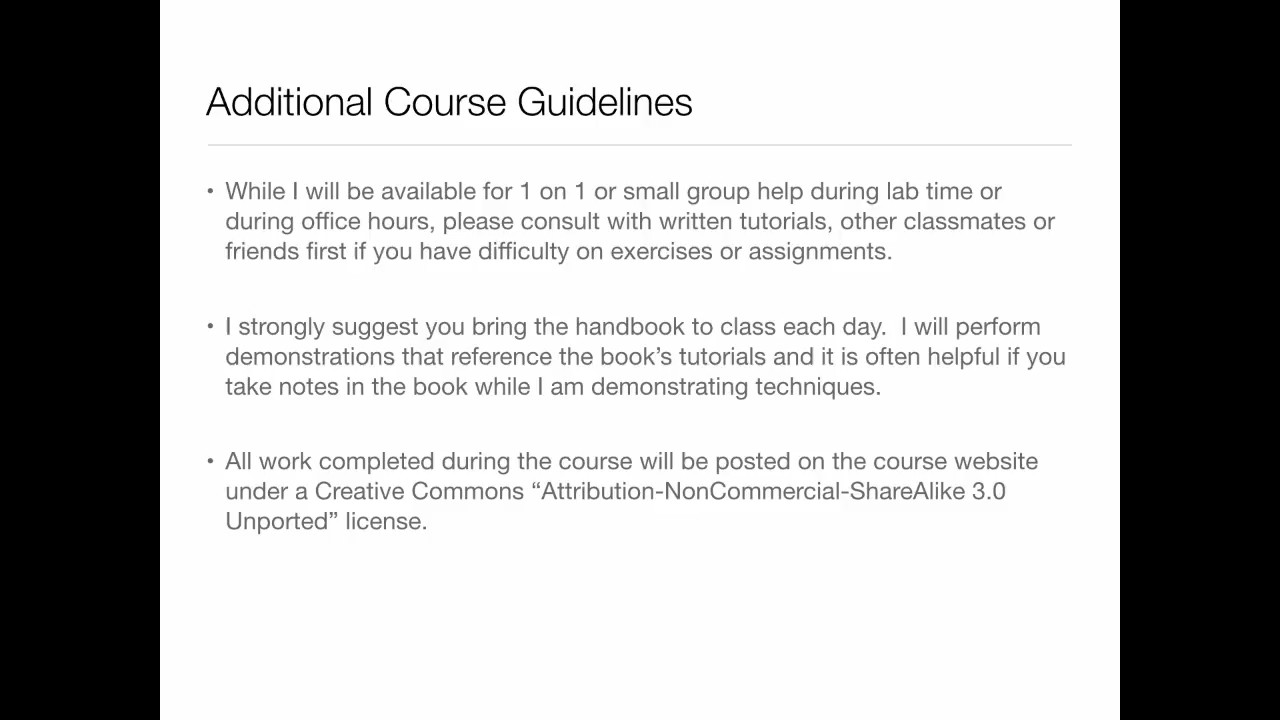 Additional Course Guidelines
• While I will be available for 1 on 1 or small group help during lab time or
during office hours, please consult with written tutorials, other classmates or
friends first if you have difficulty on exercises or assignments.
• I strongly suggest you bring the handbook to class each day.  I will perform
demonstrations that reference the book’s tutorials and it is often helpful if you
take notes in the book while I am demonstrating techniques.
• All work completed during the course will be posted on the course website
under a Creative Commons “Attribution-NonCommercial-ShareAlike 3.0
Unported” license.